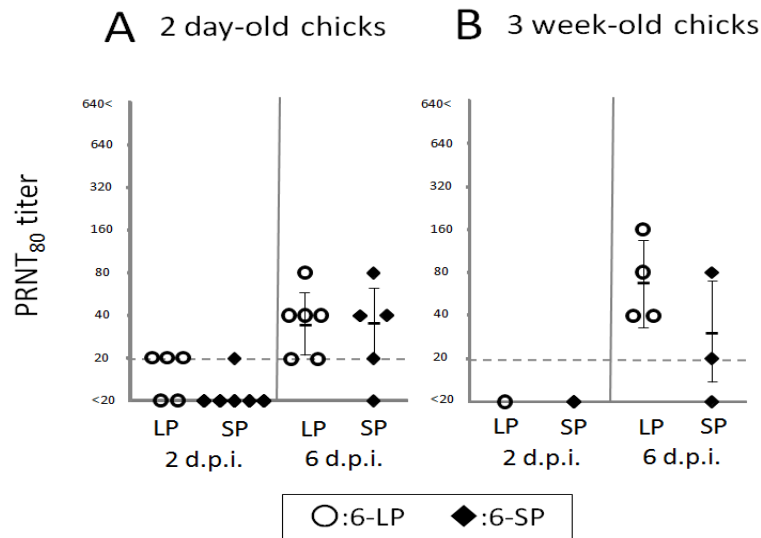 A 2 day-old chicks
B 3 week-old chicks
PRNT80 titer
640<
640
320
160
80
40
20
<20
LP SP LP SP
2 d.p.i. 6 d.p.i.
640<
640
320
160
80
40
20
<20
LP SP LP SP
2 d.p.i. 6 d.p.i.
:6-LP :6-SP